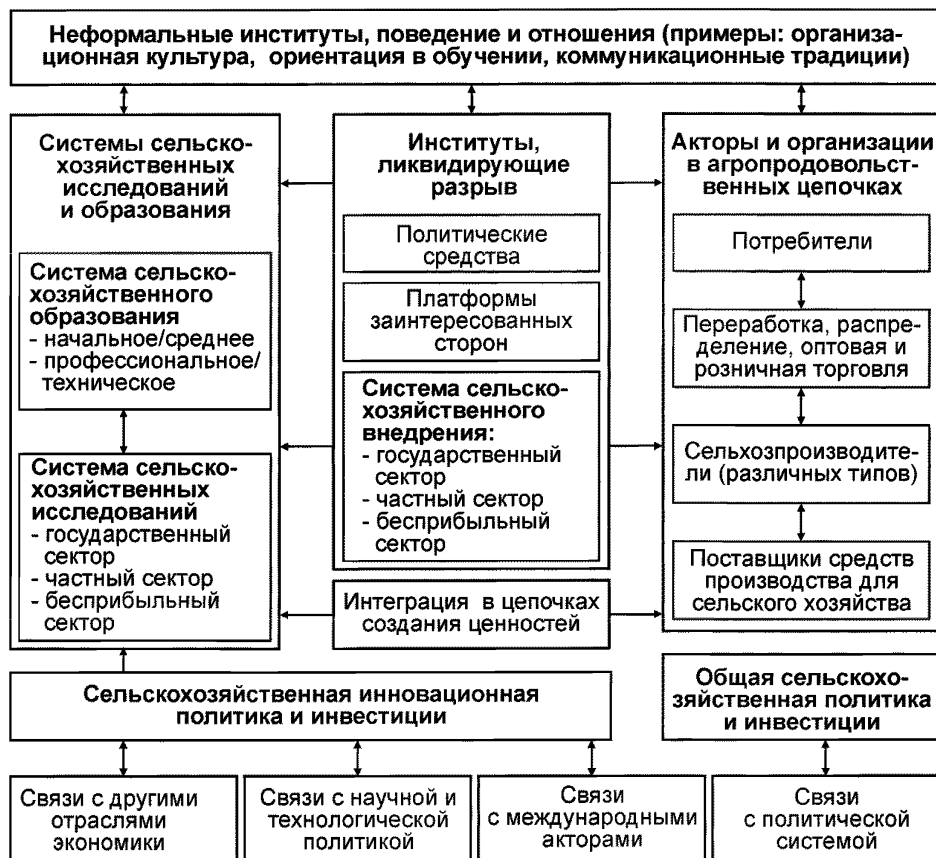 Неформальные институты, поведение и отношения (примеры: организа-
ционная культура, ориентация в обучении, коммуникационные традиции)
Системы сельско-
хозяйственных
исследований
и образования
Система сельско-
хозяйственного
образования
- начальное/среднее
- профессиональное/
техническое
Система сельско-
хозяйственных
исследований
- государственный
сектор
- частный сектор
- бесприбыльный
сектор
Институты,
ликвидирующие
разрыв
Политические
средства
Платформы
заинтересованных
сторон
Система сельско-
хозяйственного
внедрения:
- государственный
сектор
- частный сектор
- бесприбыльный
сектор
Интеграция в цепочках
создания ценностей
Акторы и организации
в агропродовольст-
венных цепочках
Потребители
Переработка, распре-
деление, оптовая и
розничная торговля
Сельхозпроизводите-
ли (различных типов)
Поставщики средств
производства для
сельского хозяйства
Сельскохозяйственная инновационная
политика и инвестиции
Общая сельскохо-
зяйственная политика
и инвестиции
Связи с другими
отраслями
экономики
Связи с научной и
технологической
политикой
Связи
с международными
акторами
Связи
с политической
системой